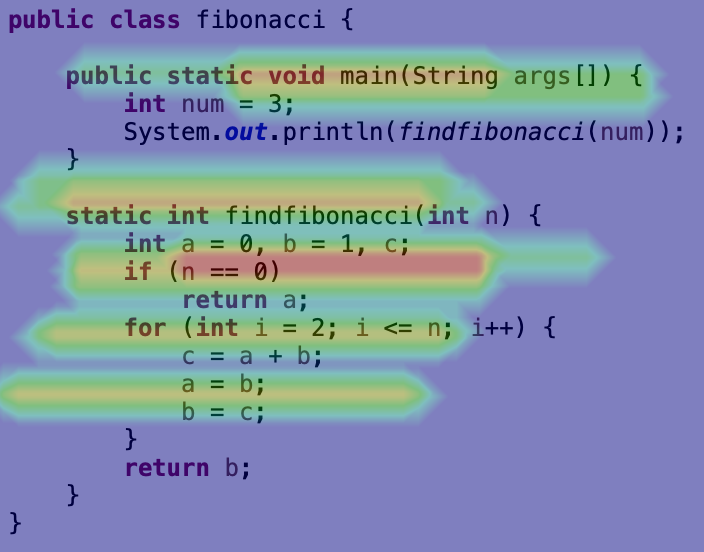 public class fibonacci {
public static void main(String args[]) {
int num = 3;
System.out.println(findfibonacci(num));
}
static int findfibonacci(int n) {
int a = 0, b = 1, c;
if (n == 0)
return a;
for (int i = 2; i <= n; i++) {
c = a + b;
a = b;
b = c;
}
return b;
}
}